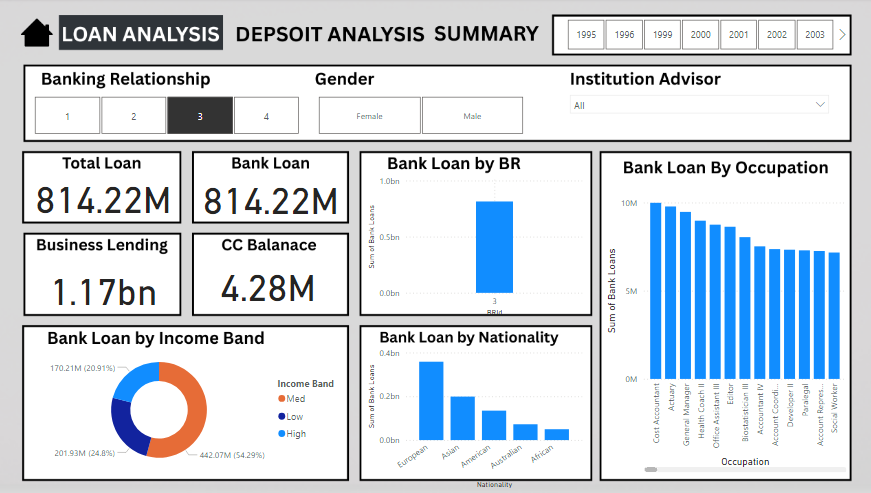 LOAN ANALYSIS DEPSOIT ANALYSIS SUMMARY
1995 1996 1999 2000 2001 2002 2003
Banking Relationship
1 2 3 4
Gender
Female Male
Institution Advisor
All
Total Loan
814.22M
Bank Loan
814.22M
Business Lending
1.17bn
CC Balanace
4.28M
Bank Loan by BR
Sum of Bank Loans
1.0bn
0.5bn
0.0bn
3
BRId
Bank Loan By Occupation
Sum of Bank Loans
10M
5M
0M
Cost Accountant
Actuary
General Manager
Health Coach II
Office Assistant III
Editor
Biostatistician III
Accountant IV
Account Coordi...
Developer II
Paralegal
Account Repres...
Social Worker
Occupation
Bank Loan by Income Band
170.21M (20.91%)
201.93M (24.8%)
442.07M (54.29%)
Income Band
Med
Low
High
Bank Loan by Nationality
Sum of Bank Loans
0.4bn
0.2bn
0.0bn
European
Asian
American
Australian
African
Nationality